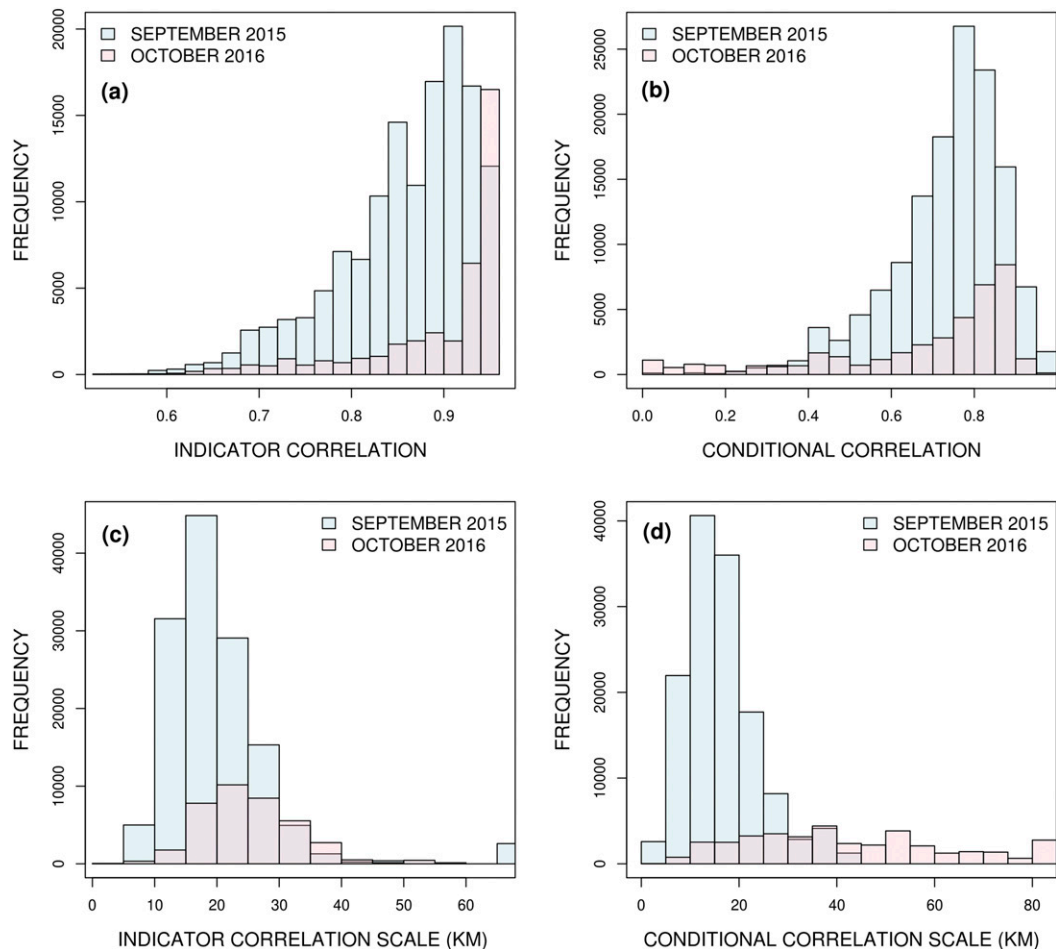 SEPTEMBER 2015
OCTOBER 2016
(a)
FREQUENCY
0
5000
10000
15000
20000
0.6
0.7
0.8
0.9
INDICATOR CORRELATION
SEPTEMBER 2015
OCTOBER 2016
(b)
FREQUENCY
0
5000
10000
15000
20000
25000
0.0
0.2
0.4
0.6
0.8
CONDITIONAL CORRELATION
(c)
SEPTEMBER 2015
OCTOBER 2016
FREQUENCY
0
10000
20000
30000
40000
0
10
20
30
40
50
60
INDICATOR CORRELATION SCALE (KM)
(d)
SEPTEMBER 2015
OCTOBER 2016
FREQUENCY
0
10000
20000
30000
40000
0
20
40
60
80
CONDITIONAL CORRELATION SCALE (KM)